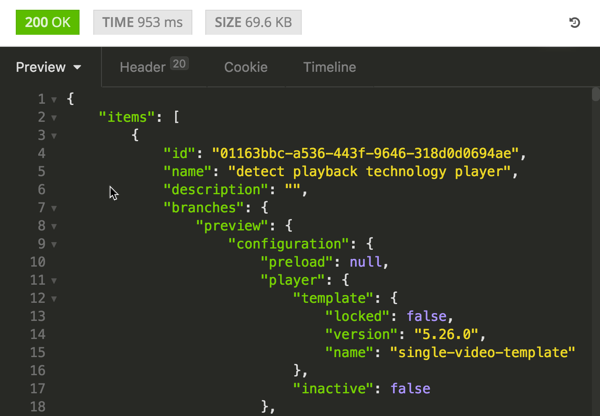 200 OK TIME 953 ms SIZE 69.6 KB
Preview Header 20 Cookie Timeline
1 {
2 "items": [
3 {
4 "id": "01163bbc-a536-443f-9646-318d0d0694ae",
5 "name": "detect playback technology player",
6 "description": "",
7 "branches": {
8 "preview": {
9 "configuration": {
10 "preload": null,
11 "player": {
12 "template": {
13 "locked": false,
14 "version": "5.26.0",
15 "name": "single-video-template"
16 },
17 "inactive": false
18 },